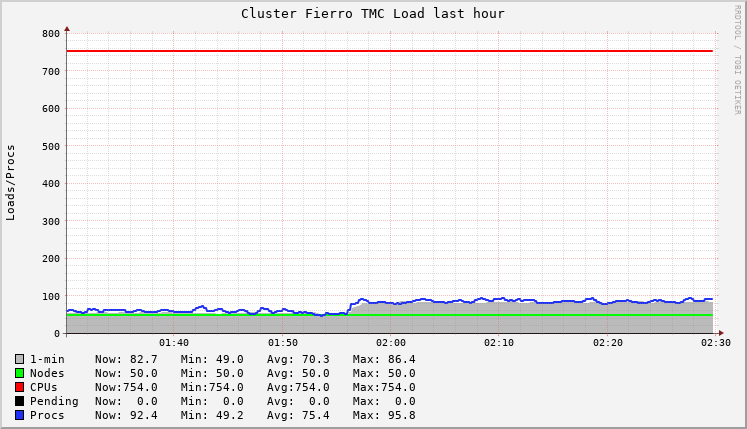 Cluster Fierro TMC Load last hour
RRDTOOL / TOBI OETIKER
Loads/Procs
800
700
600
500
400
300
200
100
0
01:40 01:50 02:00 02:10 02:20 02:30
1-min Now: 82.7 Min: 49.0 Avg: 70.3 Max: 86.4
Nodes Now: 50.0 Min: 50.0 Avg: 50.0 Max: 50.0
CPUs Now:754.0 Min:754.0 Avg:754.0 Max:754.0
Pending Now: 0.0 Min: 0.0 Avg: 0.0 Max: 0.0
Procs Now: 92.4 Min: 49.2 Avg: 75.4 Max: 95.8